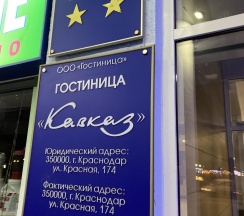 ООО «Гостиница»
ГОСТИНИЦА
«Кавказ»
Юридический адрес:
350000. г. Краснодар
ул. Красная, 174
Фактический адрес:
350000, г. Краснодар
ул. Красная, 174